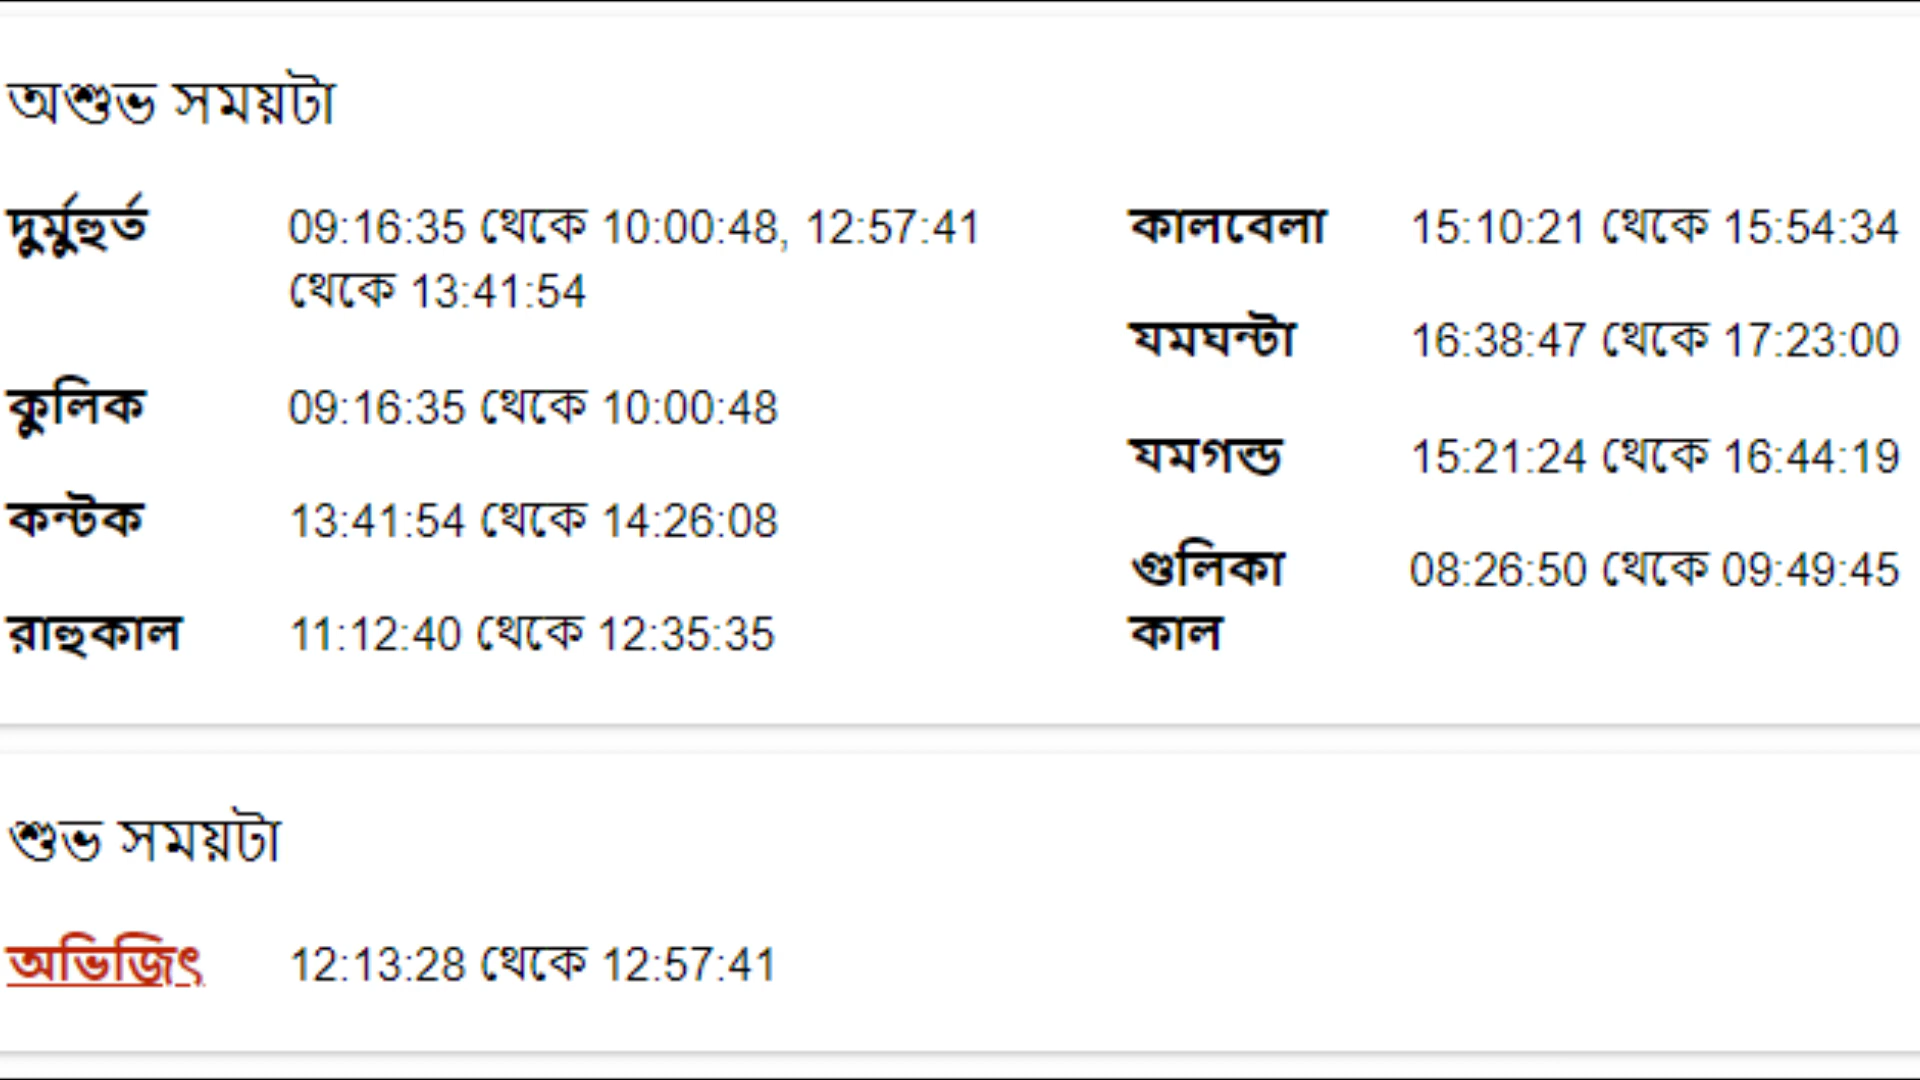 অশুভ সময়টা
দুর্মুহুর্ত 09:16:35 থেকে 10:00:48, 12:57:41
থেকে 13:41:54
কুলিক 09:16:35 থেকে 10:00:48
কন্টক 13:41:54 থেকে 14:26:08
রাহুকাল 11:12:40 থেকে 12:35:35
কালবেলা 15:10:21 থেকে 15:54:34
যমঘন্টা 16:38:47 থেকে 17:23:00
যমগন্ড 15:21:24 থেকে 16:44:19
গুলিকা 08:26:50 থেকে 09:49:45
কাল
শুভ সময়টা
অভিজিৎ 12:13:28 থেকে 12:57:41